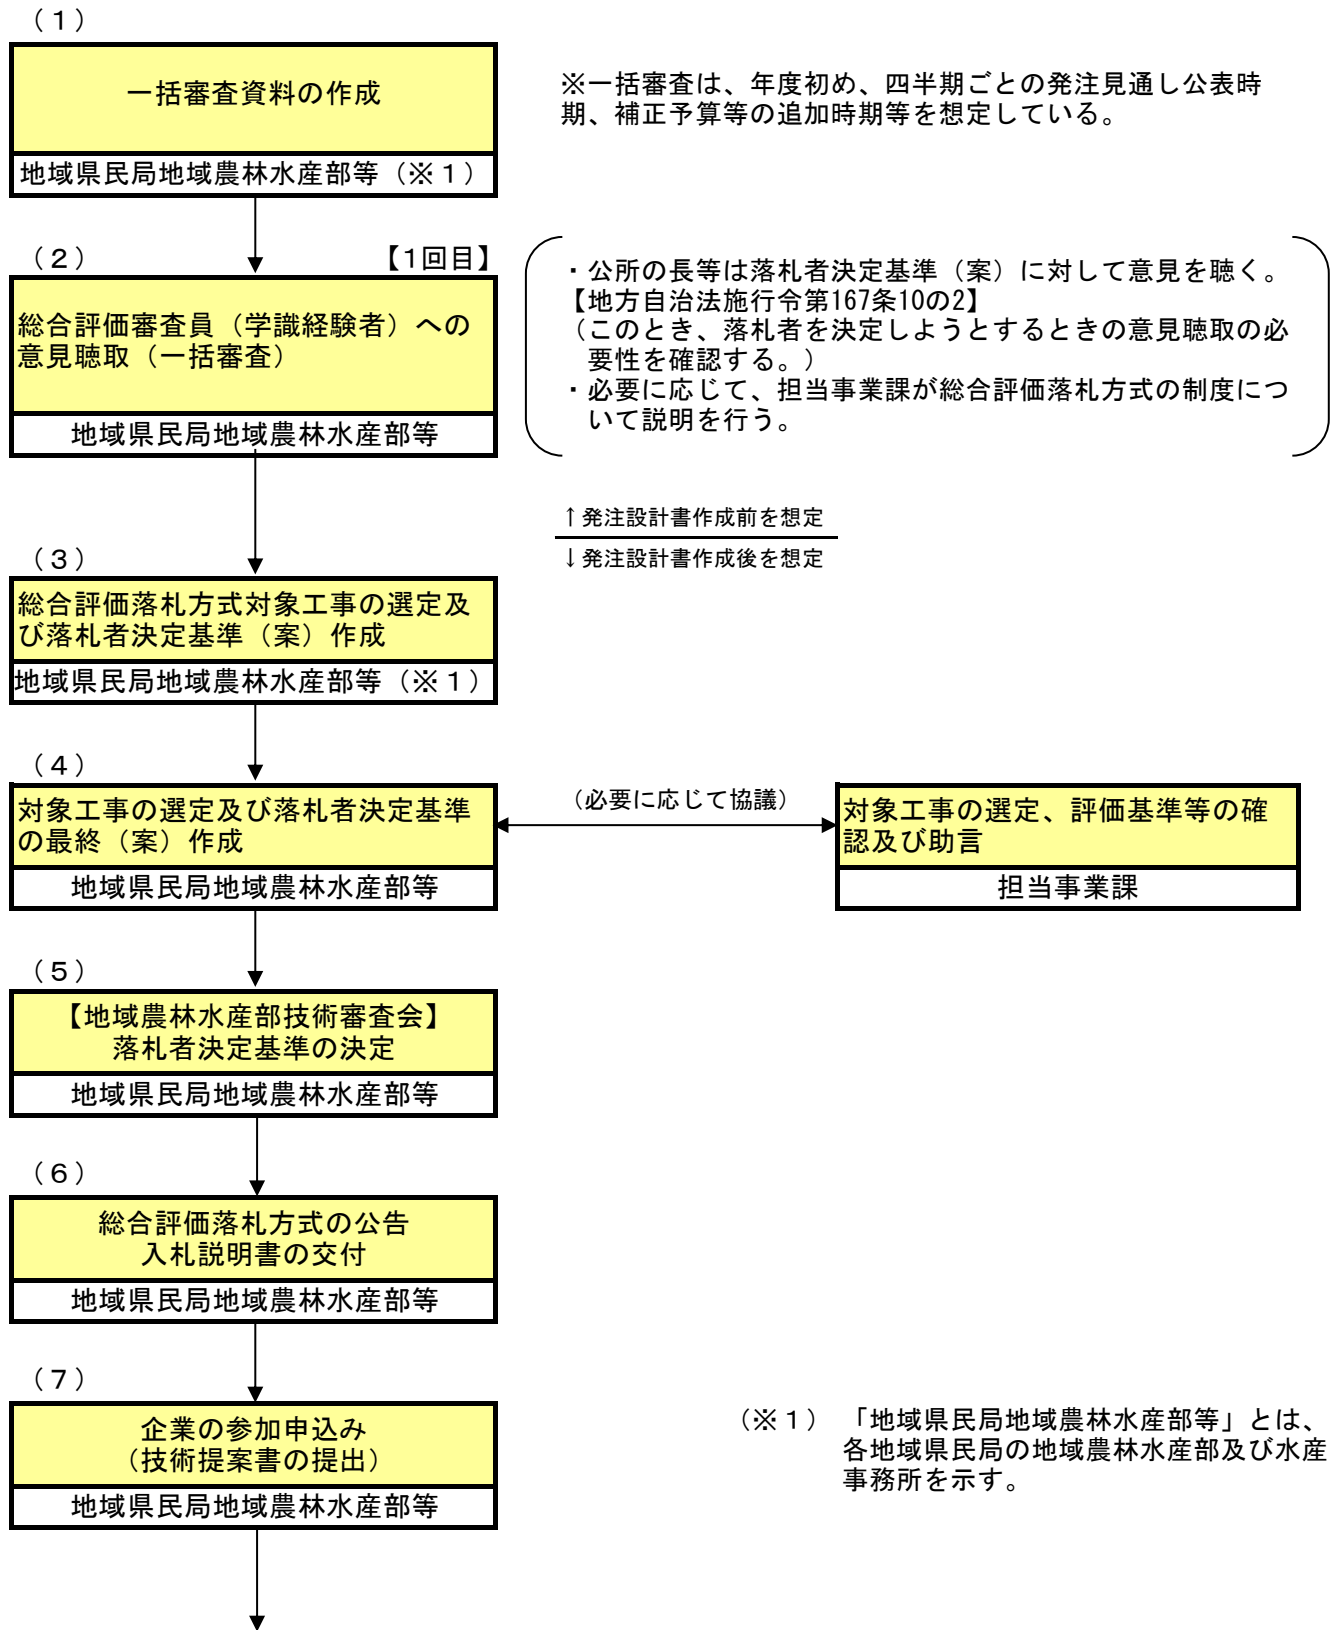 （１）
一括審査資料の作成
地域県民局地域農林水産部等（※１）
※一括審査は、年度初め、四半期ごとの発注見通し公表時
期、補正予算等の追加時期等を想定している。
（２）
【1回目】
総合評価審査員（学識経験者）への
意見聴取（一括審査）
地域県民局地域農林水産部等
・公所の長等は落札者決定基準（案）に対して意見を聴く。
【地方自治法施行令第167条10の2】
（このとき、落札者を決定しようとするときの意見聴取の必
要性を確認する。）
・必要に応じて、担当事業課が総合評価落札方式の制度につ
いて説明を行う。
↑発注設計書作成前を想定
↓発注設計書作成後を想定
（３）
総合評価落札方式対象工事の選定及
び落札者決定基準（案）作成
地域県民局地域農林水産部等（※１）
（４）
対象工事の選定及び落札者決定基準
の最終（案）作成
地域県民局地域農林水産部等
（必要に応じて協議）
対象工事の選定、評価基準等の確
認及び助言
担当事業課
（５）
【地域農林水産部技術審査会】
落札者決定基準の決定
地域県民局地域農林水産部等
（６）
総合評価落札方式の公告
入札説明書の交付
地域県民局地域農林水産部等
（７）
企業の参加申込み
（技術提案書の提出）
地域県民局地域農林水産部等
（※１）　「地域県民局地域農林水産部等」とは、
各地域県民局の地域農林水産部及び水産
事務所を示す。